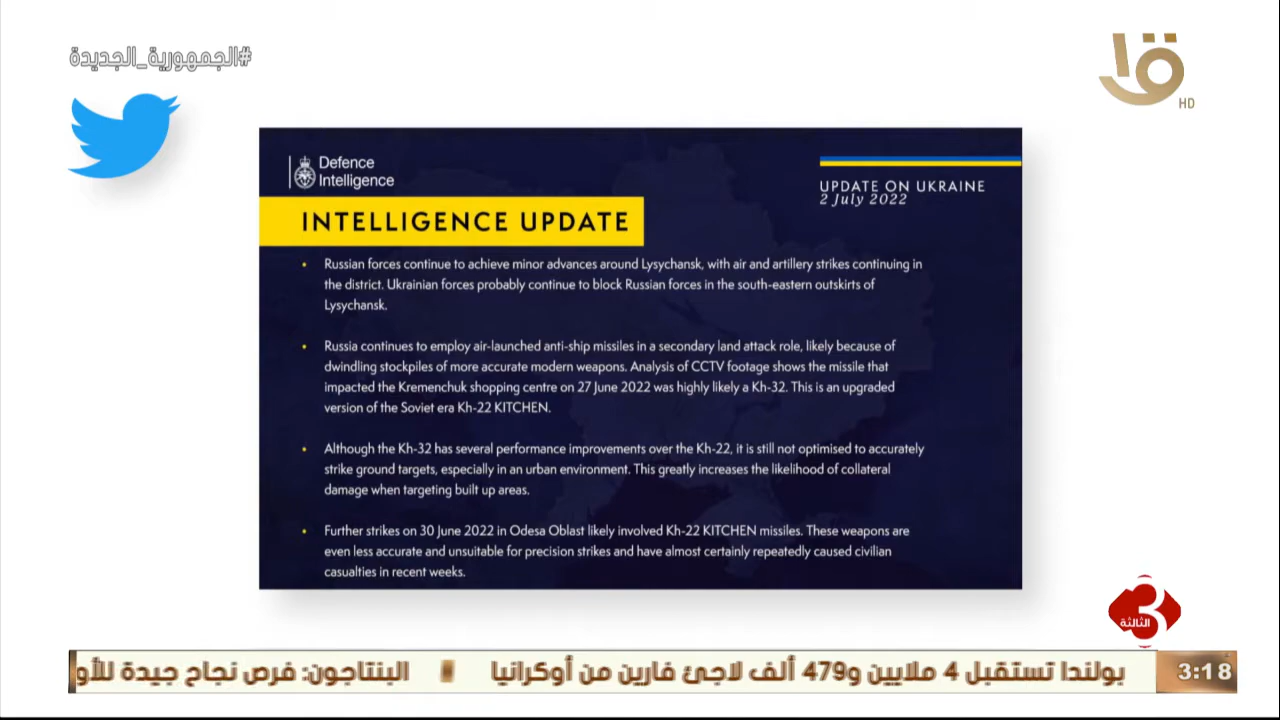 #الجمهورية_الجديدة
HD
Defence
Intelligence
UPDATE ON UKRAINE
2 July 2022
INTELLIGENCE UPDATE
• Russian forces continue to achieve minor advances around Lysychansk, with air and artillery strikes continuing in
the district. Ukrainian forces probably continue to block Russian forces in the south-eastern outskirts of
Lysychansk.
• Russia continues to employ air-launched anti-ship missiles in a secondary land attack role, likely because of
dwindling stockpiles of more accurate modern weapons. Analysis of CCTV footage shows the missile that
impacted the Kremenchuk shopping centre on 27 June 2022 was highly likely a Kh-32. This is an upgraded
version of the Soviet era Kh-22 KITCHEN.
• Although the Kh-32 has several performance improvements over the Kh-22, it is still not optimised to accurately
strike ground targets, especially in an urban environment. This greatly increases the likelihood of collateral
damage when targeting built up areas.
• Further strikes on 30 June 2022 in Odesa Oblast likely involved Kh-22 KITCHEN missiles. These weapons are
even less accurate and unsuitable for precision strikes and have almost certainly repeatedly caused civilian
casualties in recent weeks.
3
الثالثة
3:18
بولندا تستقبل 4 ملايين و479 ألف لاجئ فارين من أوكرانيا
البنتاجون: فرص نجاح جيدة